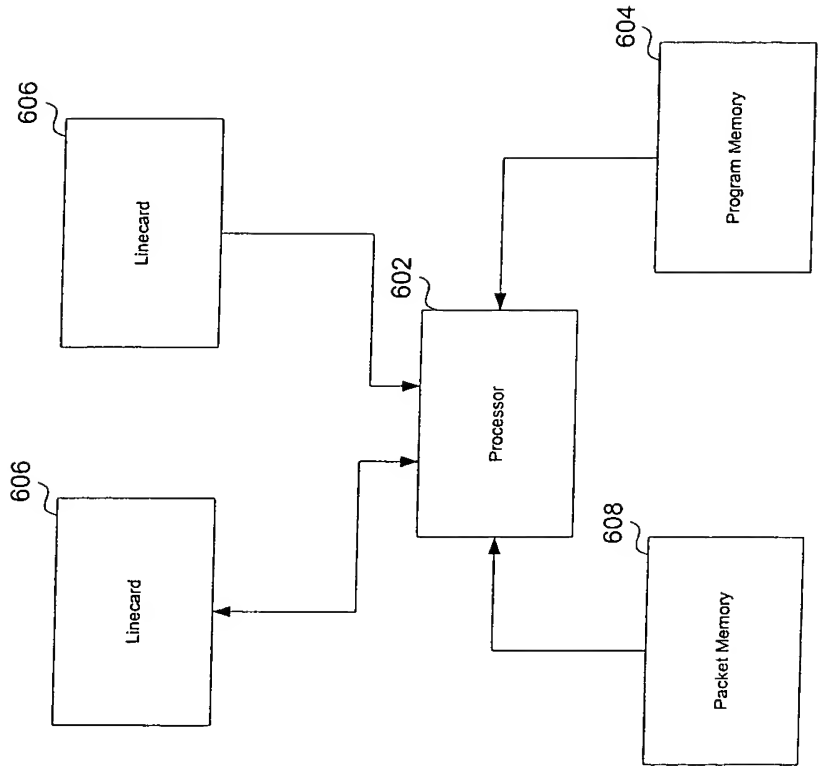 606
Linecard
606
Linecard
602
Processor
608
Packet Memory
604
Program Memory